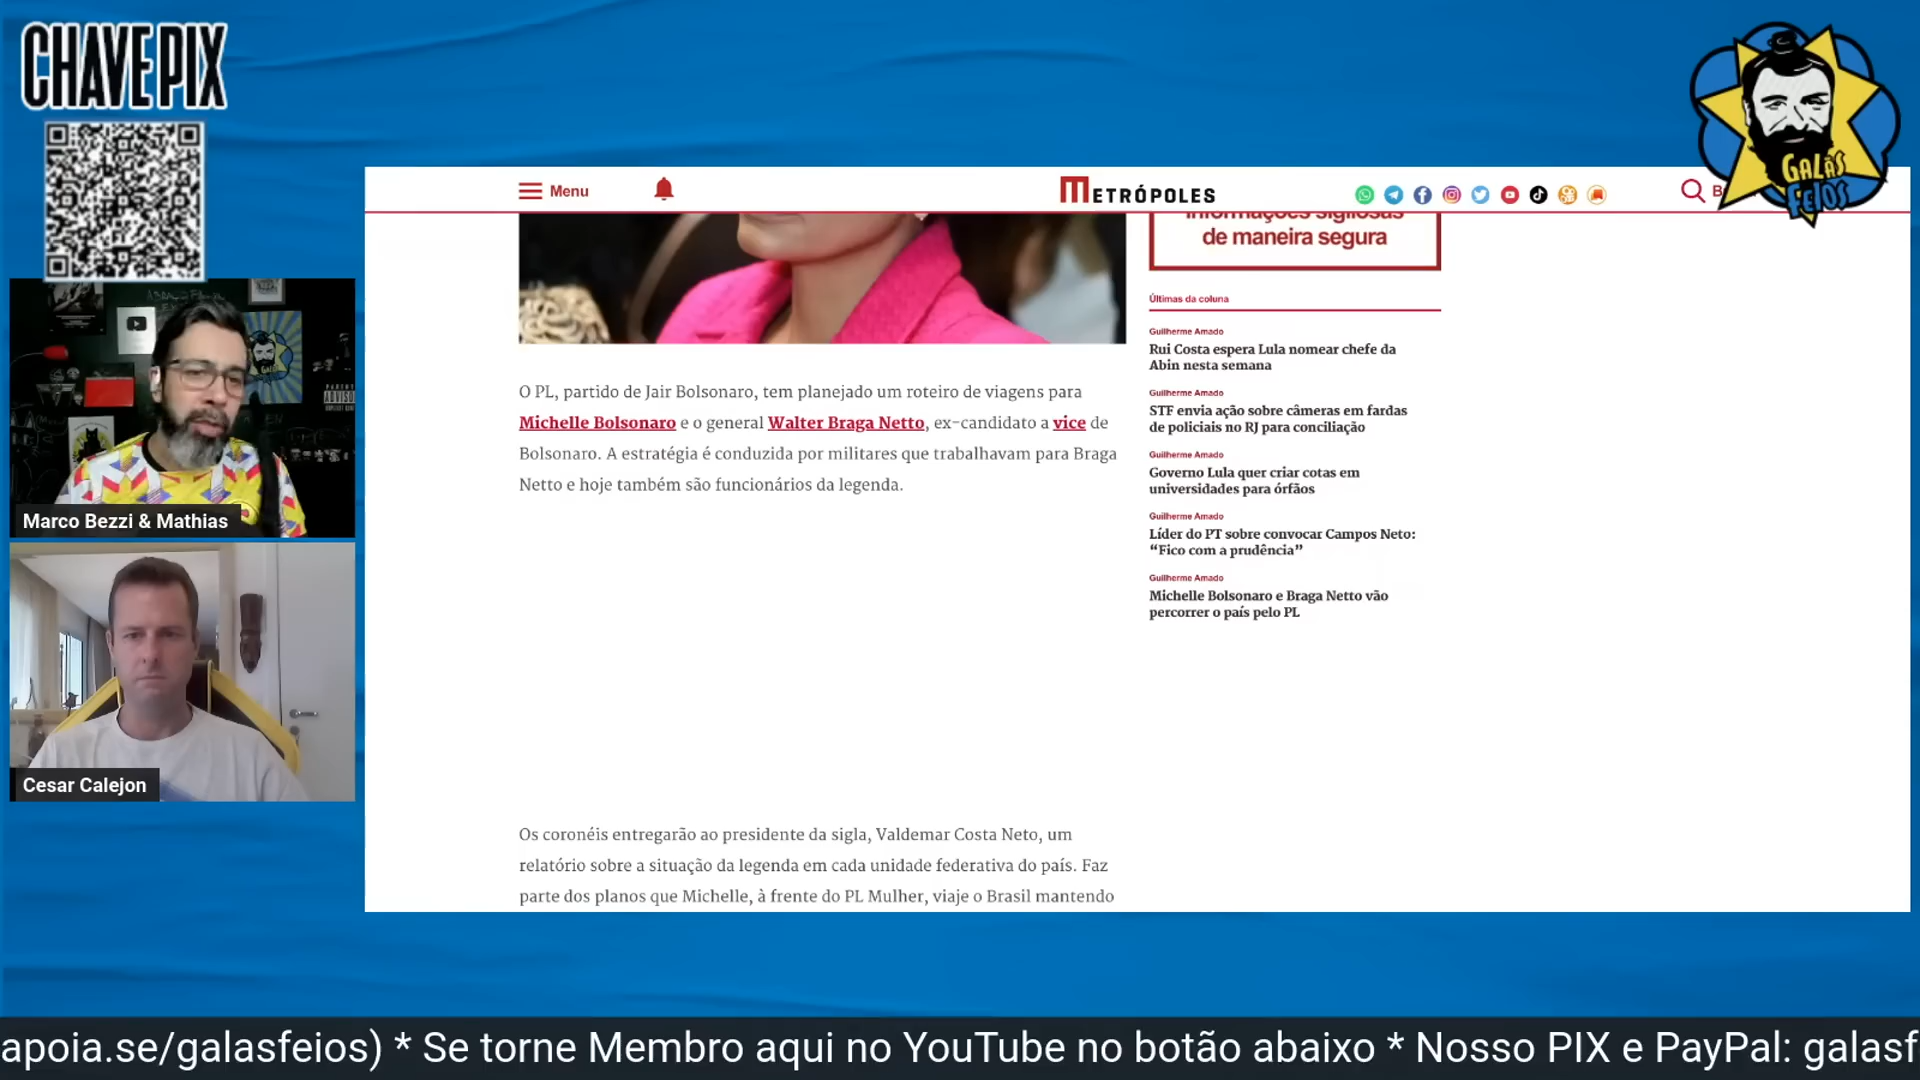 CHAVE PIX
GALÃS
FEIOS
Menu
METRÓPOLES
informações sigilosas
de maneira segura
Últimas da coluna
Guilherme Amado
Rui Costa espera Lula nomear chefe da
Abin nesta semana
Guilherme Amado
STF envia ação sobre câmeras em fardas
de policiais no RJ para conciliação
Guilherme Amado
Governo Lula quer criar cotas em
universidades para órfãos
Guilherme Amado
Líder do PT sobre convocar Campos Neto:
“Fico com a prudência”
Guilherme Amado
Michelle Bolsonaro e Braga Netto vão
percorrer o país pelo PL
O PL, partido de Jair Bolsonaro, tem planejado um roteiro de viagens para
Michelle Bolsonaro e o general Walter Braga Netto, ex-candidato a vice de
Bolsonaro. A estratégia é conduzida por militares que trabalhavam para Braga
Netto e hoje também são funcionários da legenda.
Os coronéis entregarão ao presidente da sigla, Valdemar Costa Neto, um
relatório sobre a situação da legenda em cada unidade federativa do país. Faz
parte dos planos que Michelle, à frente do PL Mulher, viaje o Brasil mantendo
Marco Bezzi & Mathias
Cesar Calejon
apoia.se/galasfeios) * Se torne Membro aqui no YouTube no botão abaixo * Nosso PIX e PayPal: galasf